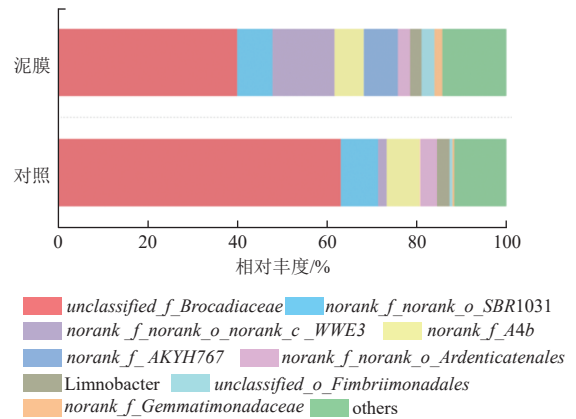 泥膜
对照
0 20 40 60 80 100
相对丰度/%
unclassified_f_Brocadiaceae norank_f_norank_o_SBR1031
norank_f_norank_o_norank_c_WWE3 norank_f_A4b
norank_f_AKYH767 norank_f_norank_o_Ardenticatenales
Limnobacter unclassified_o_Fimbriimonadales
norank_f_Gemmatimonadaceae others